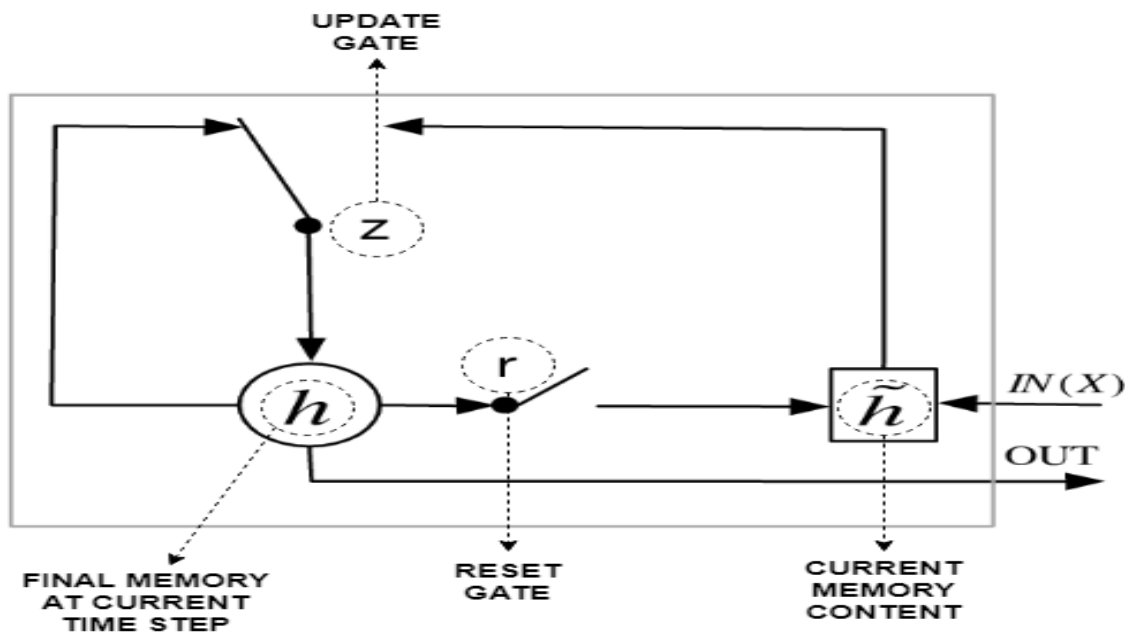 UPDATE
GATE
z
r
h
h̃
IN(X)
OUT
FINAL MEMORY
AT CURRENT
TIME STEP
RESET
GATE
CURRENT
MEMORY
CONTENT